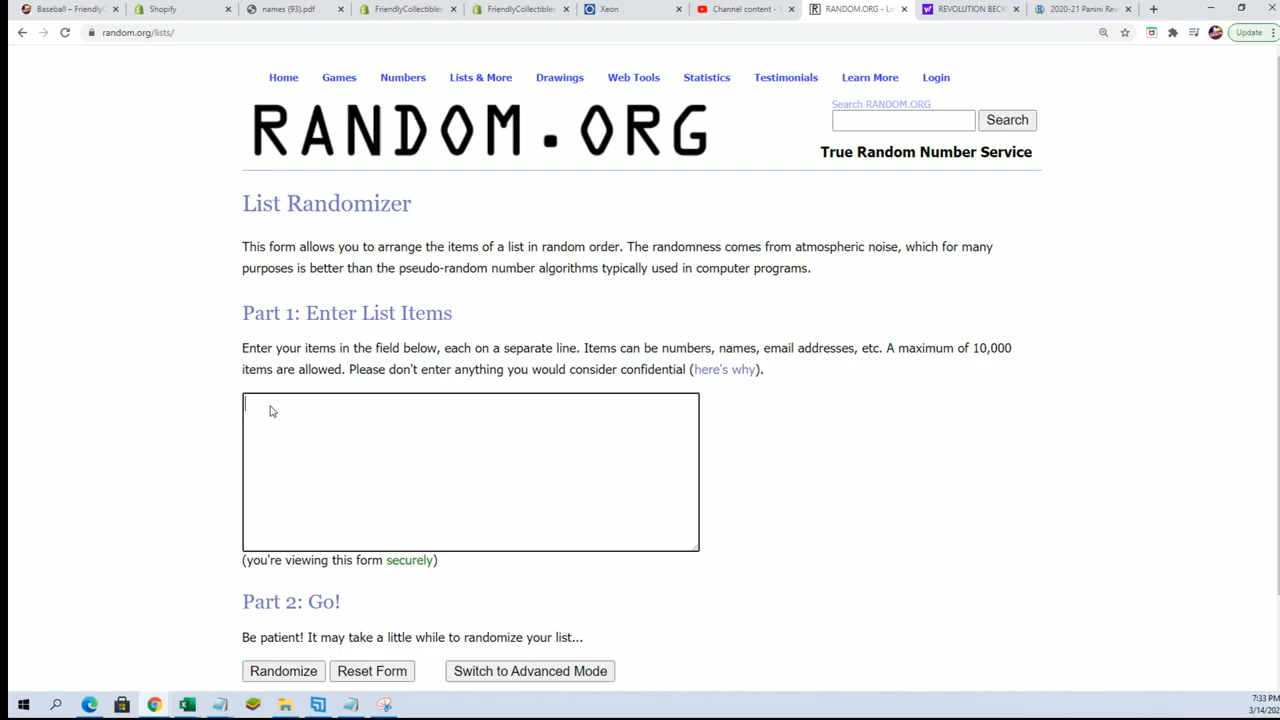 Baseball – FriendlyC
Shopify
names (93).pdf
FriendlyCollectibles
FriendlyCollectibles
Xeon
Channel content -
RANDOM.ORG - Li
REVOLUTION BECK
2020-21 Panini Rev
random.org/lists/
Update
Home Games Numbers Lists & More Drawings Web Tools Statistics Testimonials Learn More Login
RANDOM.ORG
Search RANDOM.ORG
Search
True Random Number Service
List Randomizer
This form allows you to arrange the items of a list in random order. The randomness comes from atmospheric noise, which for many
purposes is better than the pseudo-random number algorithms typically used in computer programs.
Part 1: Enter List Items
Enter your items in the field below, each on a separate line. Items can be numbers, names, email addresses, etc. A maximum of 10,000
items are allowed. Please don't enter anything you would consider confidential (here's why).
(you're viewing this form securely)
Part 2: Go!
Be patient! It may take a little while to randomize your list...
Randomize Reset Form Switch to Advanced Mode
7:33 PM
3/14/202